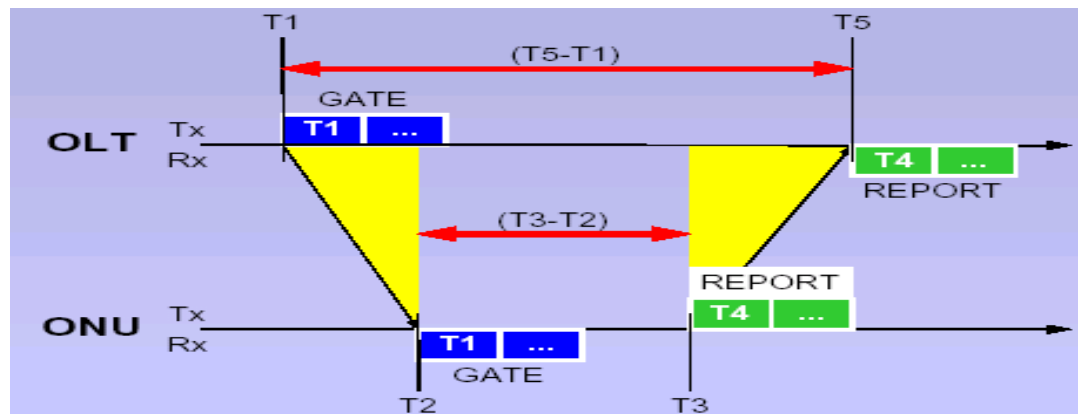 T1 T5
(T5-T1)
GATE
OLT Tx T1 ...
Rx T4 ...
REPORT
(T3-T2)
REPORT
ONU Tx T4 ...
Rx T1 ...
GATE
T2 T3